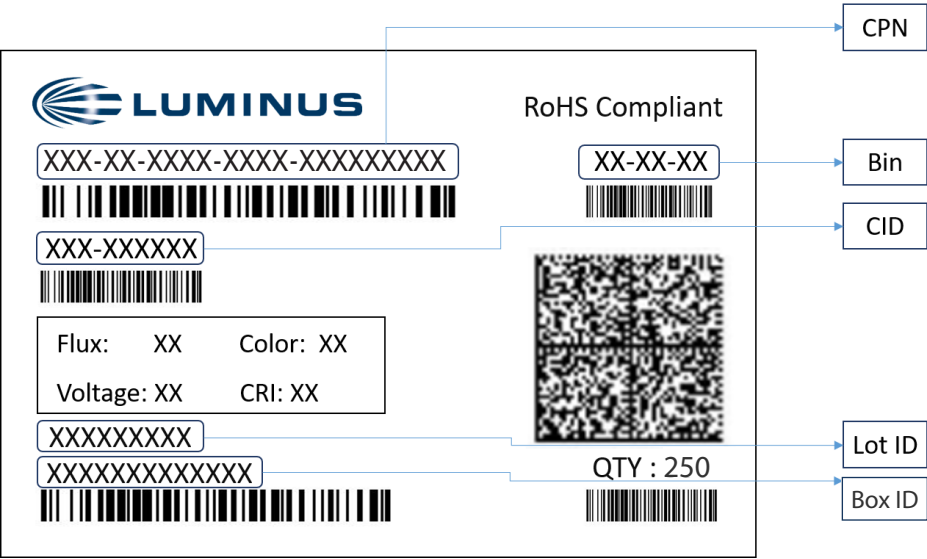 CPN
LUMINUS
RoHS Compliant
XXX-XX-XXXX-XXXX-XXXXXXXXX
XX-XX-XX
Bin
XXX-XXXXXX
CID
Flux: XX Color: XX
Voltage: XX CRI: XX
XXXXXXXXX
Lot ID
XXXXXXXXXXXXX
QTY : 250
Box ID